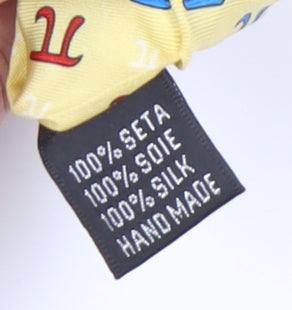 π
100% SETA
100% SOIE
100% SILK
HAND MADE